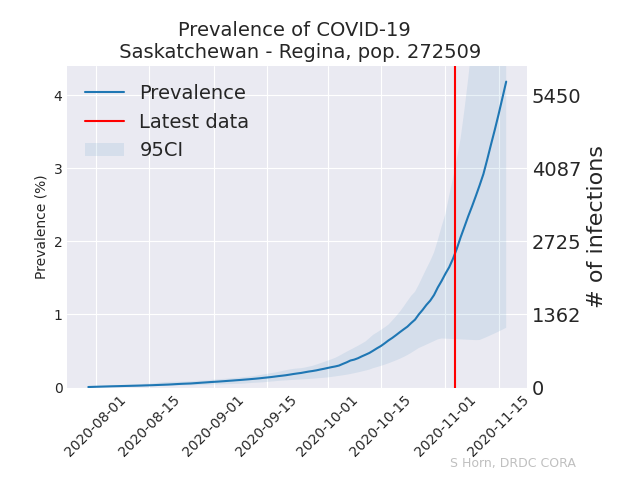 Prevalence of COVID-19
Saskatchewan - Regina, pop. 272509
Prevalence
Latest data
95CI
Prevalence (%)
4
3
2
1
0
5450
4087
2725
1362
0
# of infections
2020-08-01
2020-08-15
2020-09-01
2020-09-15
2020-10-01
2020-10-15
2020-11-01
2020-11-15
S Horn, DRDC CORA